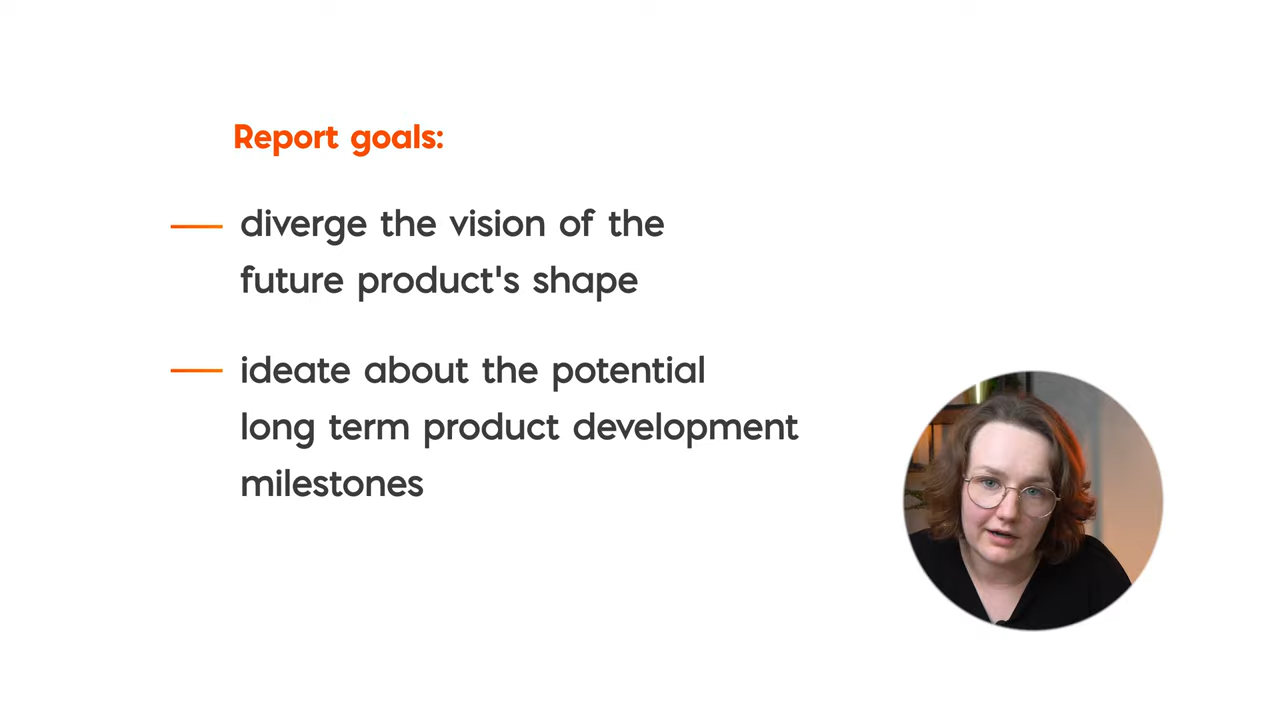 Report goals:
diverge the vision of the
future product's shape
ideate about the potential
long term product development
milestones